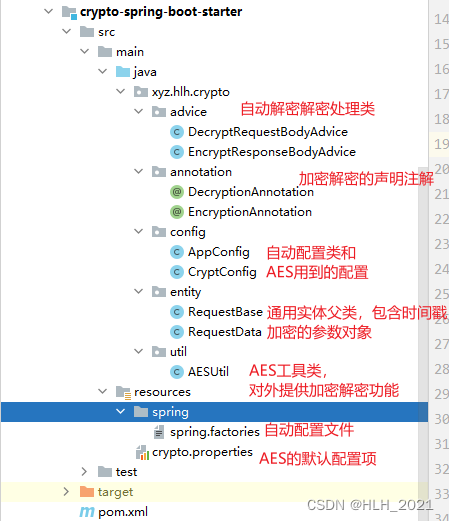 crypto-spring-boot-starter
src
main
java
xyz.hlh.crypto
advice 自动解密解密处理类
DecryptRequestBodyAdvice
EncryptResponseBodyAdvice
annotation 加密解密的声明注解
DecryptionAnnotation
EncryptionAnnotation
config
AppConfig 自动配置类和
CryptConfig AES用到的配置
entity
RequestBase 通用实体父类，包含时间戳
RequestData 加密的参数对象
util
AESUtil AES工具类，
resources 对外提供加密解密功能
spring
spring.factories 自动配置文件
crypto.properties AES的默认配置项
test
target
pom.xml
14
15
16
17
18
19
20
21
22
23
24
25
26
27
28
29
30
31
32
33
34
CSDN @HLH_2021